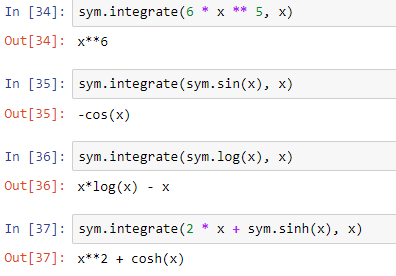 In [34]: sym.integrate(6 * x ** 5, x)
Out[34]: x**6
In [35]: sym.integrate(sym.sin(x), x)
Out[35]: -cos(x)
In [36]: sym.integrate(sym.log(x), x)
Out[36]: x*log(x) - x
In [37]: sym.integrate(2 * x + sym.sinh(x), x)
Out[37]: x**2 + cosh(x)